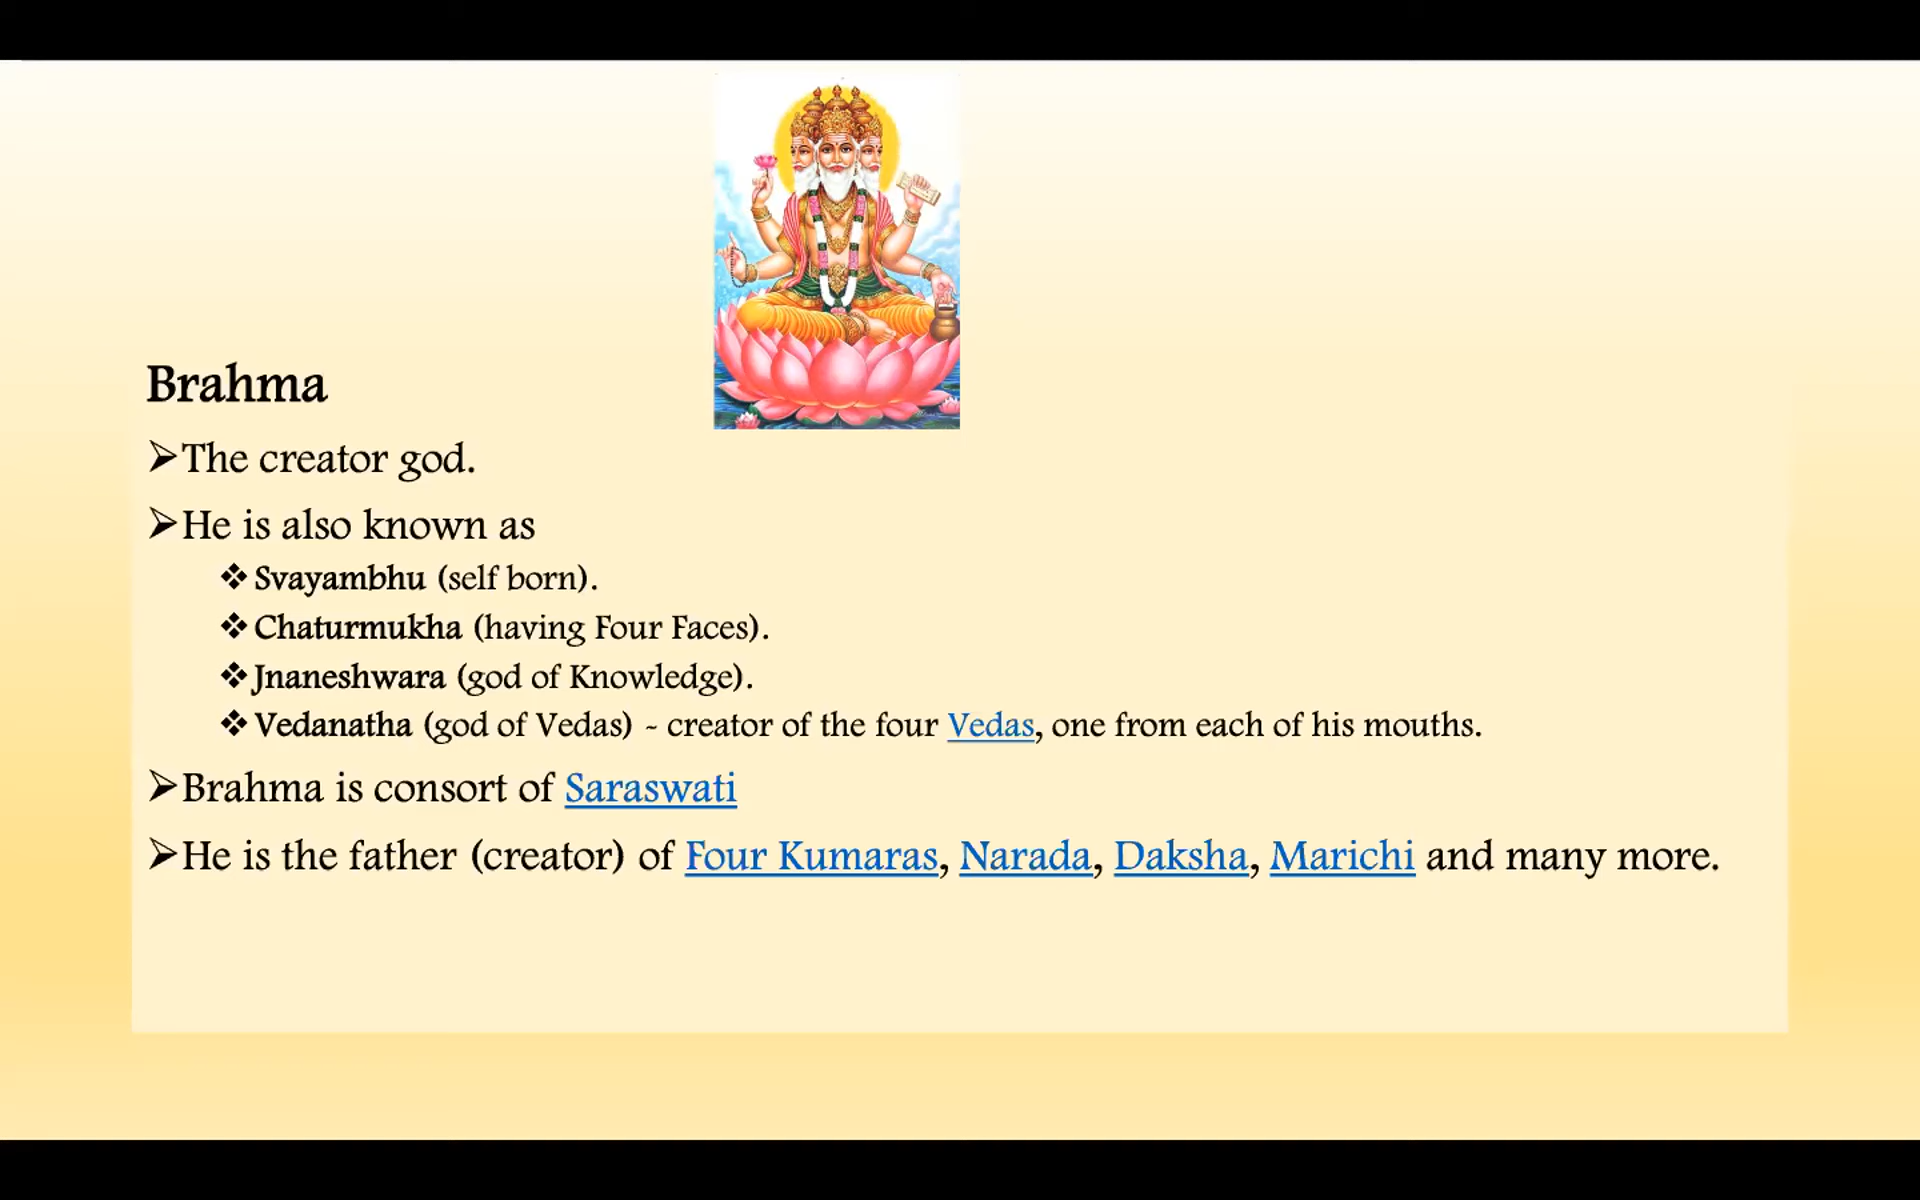 Brahma
➢The creator god.
➢He is also known as
❖Svayambhu (self born).
❖Chaturmukha (having Four Faces).
❖Jnaneshwara (god of Knowledge).
❖Vedanatha (god of Vedas) - creator of the four Vedas, one from each of his mouths.
➢Brahma is consort of Saraswati
➢He is the father (creator) of Four Kumaras, Narada, Daksha, Marichi and many more.